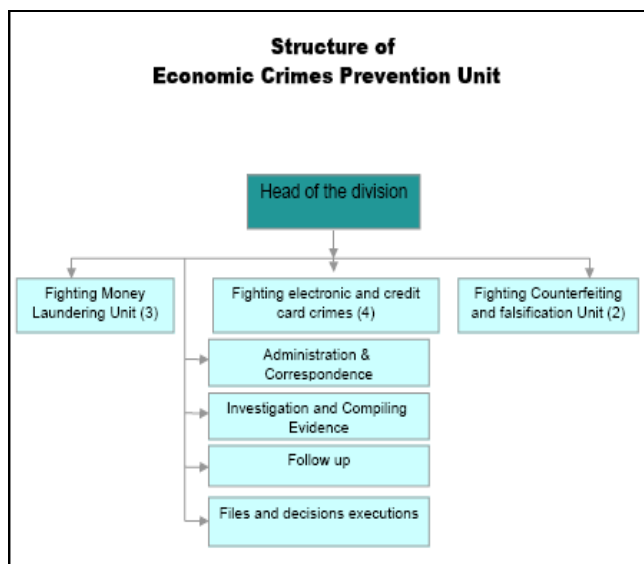 Structure of
Economic Crimes Prevention Unit
Head of the division
Fighting Money
Laundering Unit (3)
Fighting electronic and credit
card crimes (4)
Fighting Counterfeiting
and falsification Unit (2)
Administration &
Correspondence
Investigation and Compiling
Evidence
Follow up
Files and decisions executions